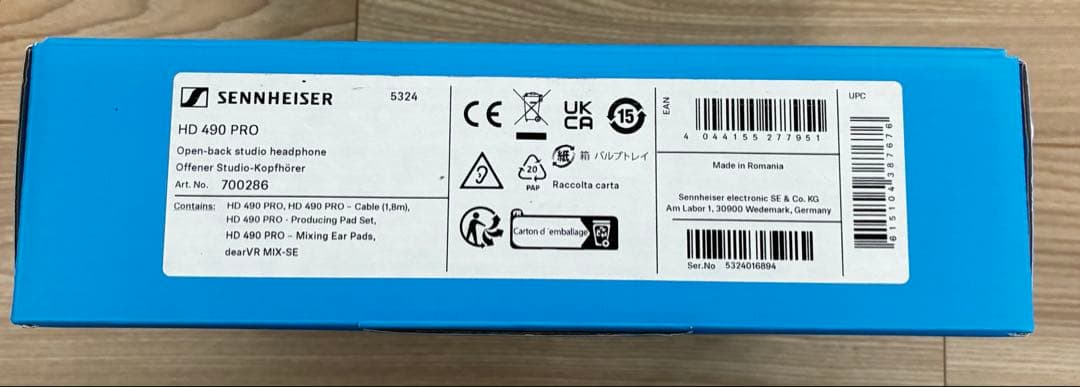 SENNHEISER
5324
HD 490 PRO
Open-back studio headphone
Offener Studio-Kopfhörer
Art. No. 700286
Contains: HD 490 PRO, HD 490 PRO – Cable (1,8m),
HD 490 PRO - Producing Pad Set,
HD 490 PRO – Mixing Ear Pads,
dearVR MIX-SE
CE
UK
CA
15
20
PAP
紙 箱 パルプトレイ
Raccolta carta
Carton d´emballage
EAN
4 044155 277951
Made in Romania
Sennheiser electronic SE & Co. KG
Am Labor 1, 30900 Wedemark, Germany
Ser.No 5324016894
UPC
615104387676